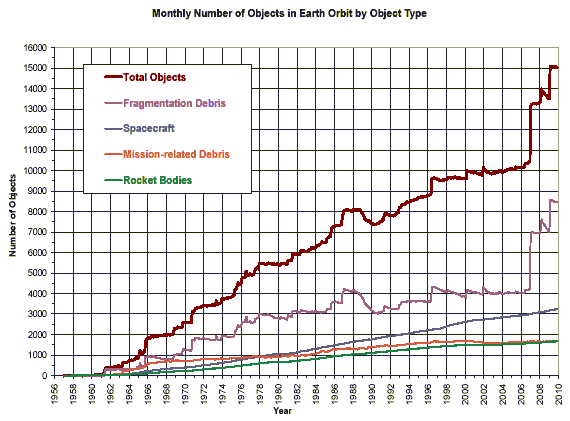 Monthly Number of Objects in Earth Orbit by Object Type
16000
15000
14000
13000
12000
11000
10000
9000
8000
7000
6000
5000
4000
3000
2000
1000
0
Number of Objects
Total Objects
Fragmentation Debris
Spacecraft
Mission-related Debris
Rocket Bodies
1956 1958 1960 1962 1964 1966 1968 1970 1972 1974 1976 1978 1980 1982 1984 1986 1988 1990 1992 1994 1996 1998 2000 2002 2004 2006 2008 2010
Year